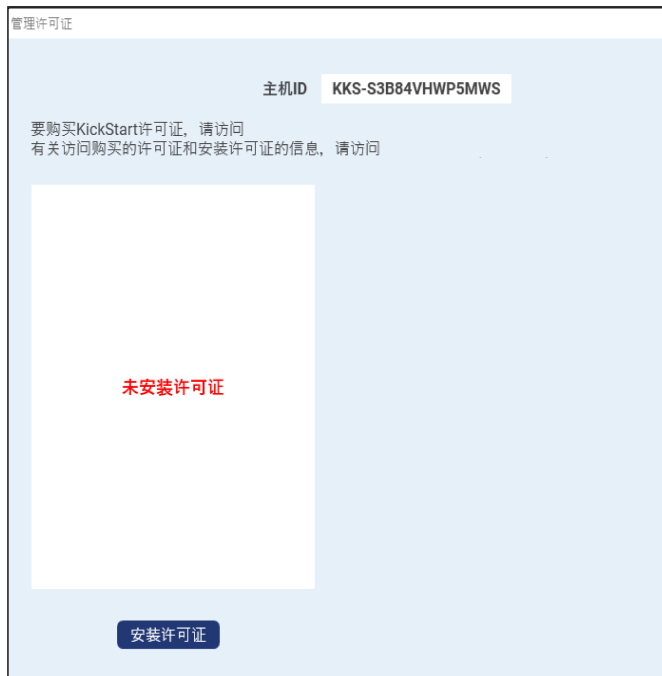 管理许可证
主机ID KKS-S3B84VHWP5MWS
要购买KickStart许可证，请访问
有关访问购买的许可证和安装许可证的信息，请访问
未安装许可证
安装许可证